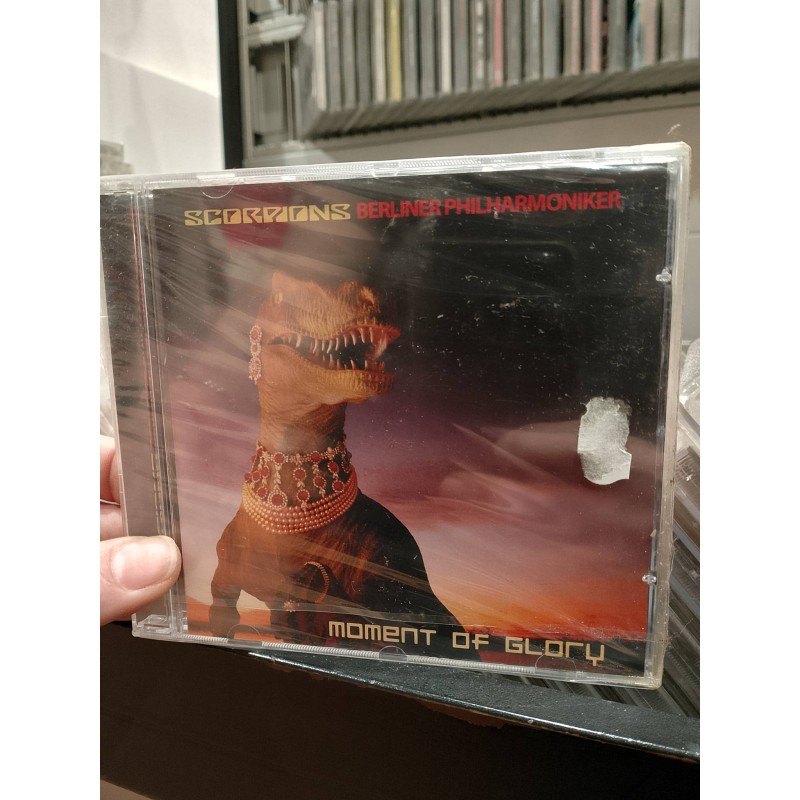 SCORPIONS BERLINER PHILHARMONIKER
MOMENT OF GLORY